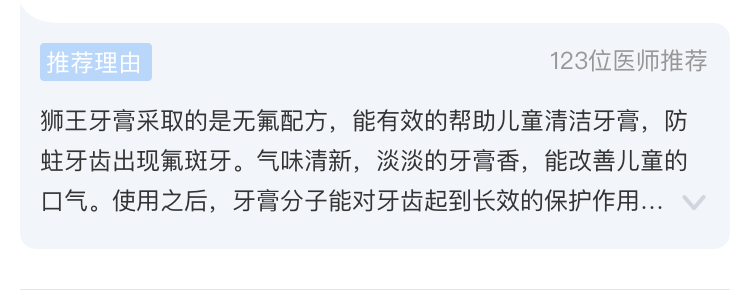 推荐理由
123位医师推荐
狮王牙膏采取的是无氟配方，能有效的帮助儿童清洁牙膏，防
蛀牙齿出现氟斑牙。气味清新，淡淡的牙膏香，能改善儿童的
口气。使用之后，牙膏分子能对牙齿起到长效的保护作用...